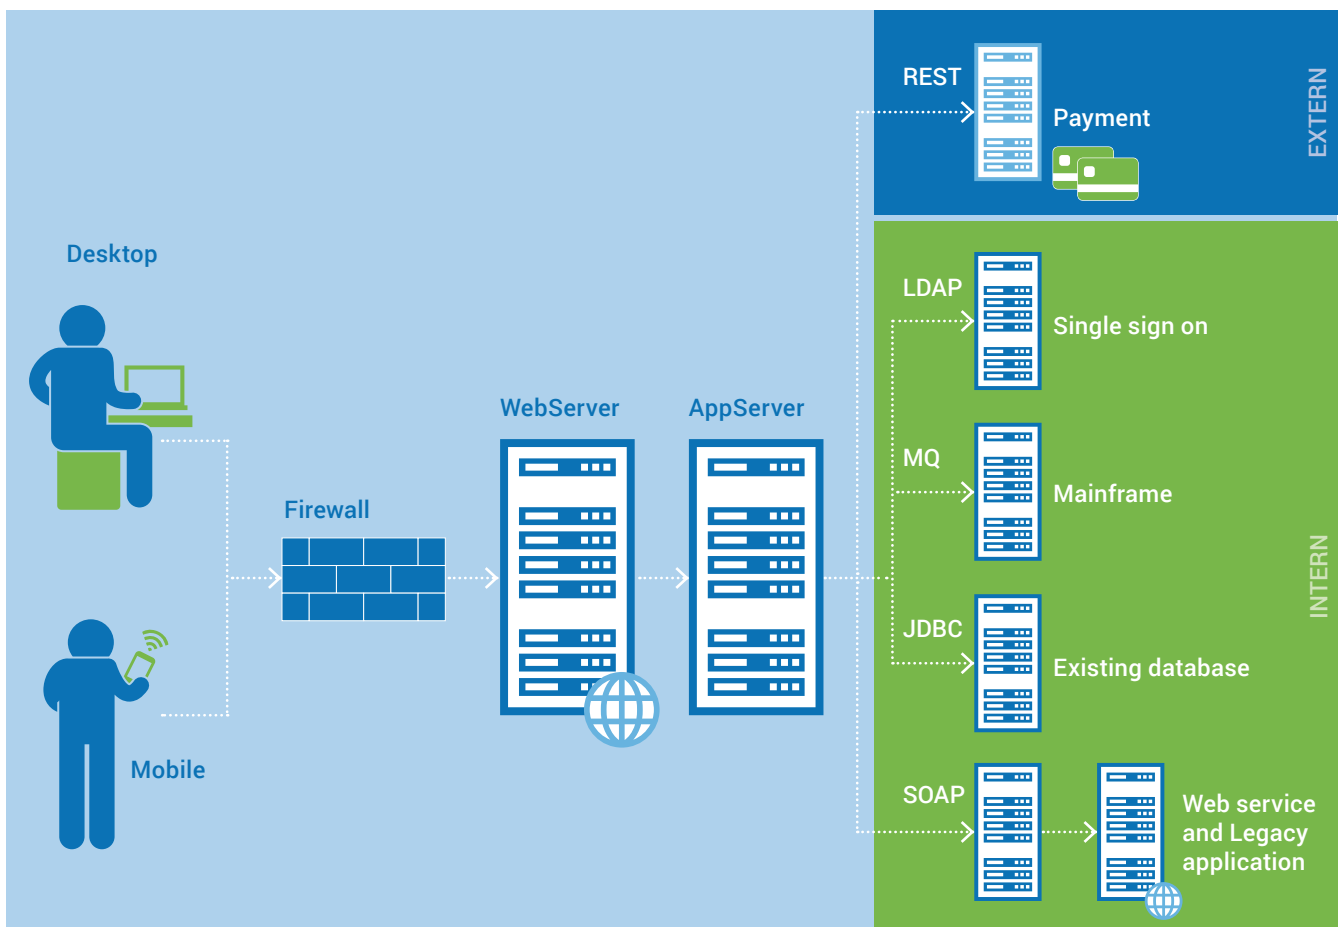 REST
Payment
EXTERN
Desktop
LDAP
Single sign on
WebServer
AppServer
MQ
Mainframe
Firewall
INTERN
JDBC
Existing database
Mobile
SOAP
Web service
and Legacy
application